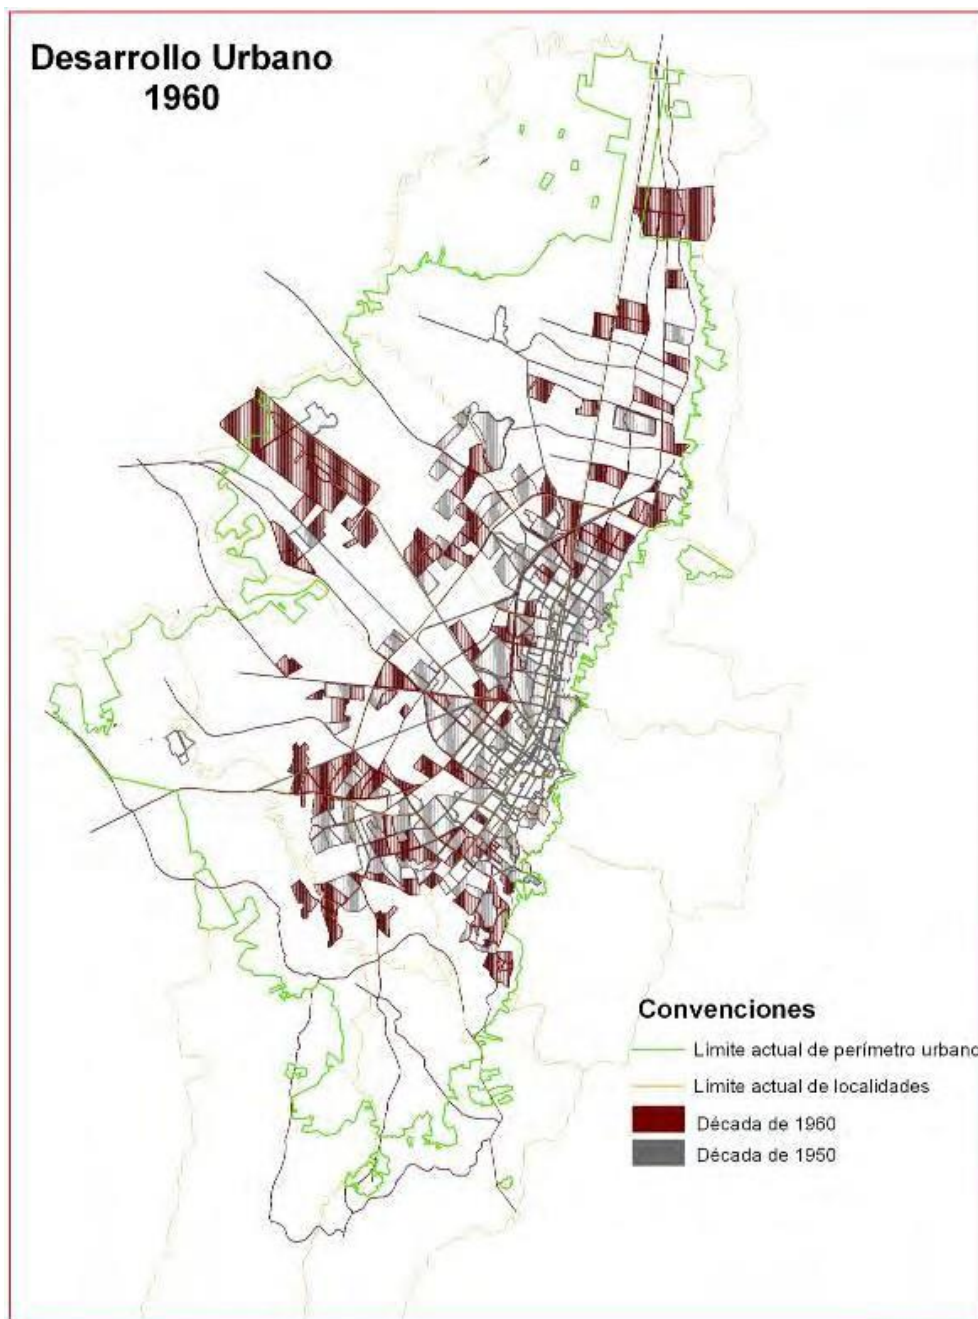 Desarrollo Urbano
1960
Convenciones
Limite actual de perímetro urbano
Limite actual de localidades
Década de 1960
Década de 1950